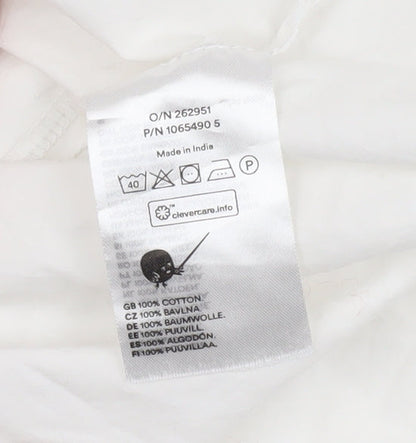 O/N 262951
P/N 1065490 5
Made in India
40 P
™ clevercare.info
GB 100% COTTON.
CZ 100% BAVLNA
DE 100% BAUMWOLLE.
EE 100% PUUVILL.
ES 100% ALGODÓN.
FI 100% PUUVILLAA.